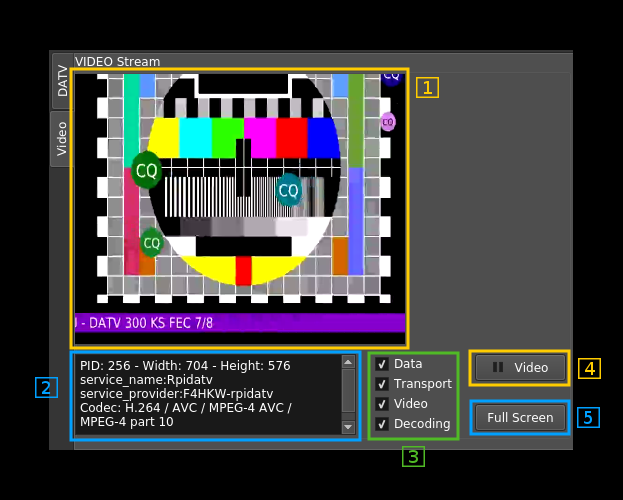 VIDEO Stream
DATV
Video
1
CQ
CQ
CQ
CQ
CQ
- DATV 300 KS FEC 7/8
2
PID: 256 - Width: 704 - Height: 576
service_name:Rpidatv
service_provider:F4HKW-rpidatv
Codec: H.264 / AVC / MPEG-4 AVC /
MPEG-4 part 10
Data
Transport
Video
Decoding
3
Video
4
Full Screen
5